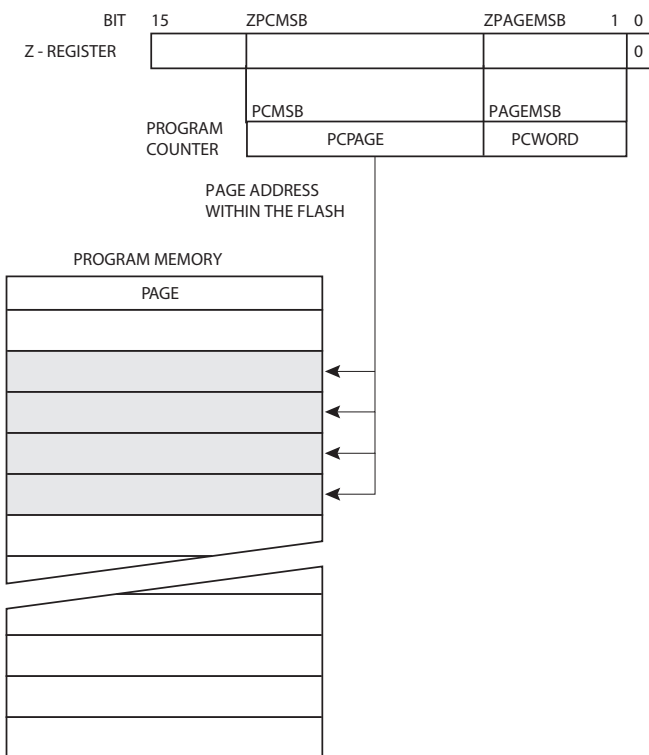 BIT 15 ZPCMSB ZPAGEMSB 1 0
Z - REGISTER 0
PCMSB PAGEMSB
PROGRAM
COUNTER
PCPAGE PCWORD
PAGE ADDRESS
WITHIN THE FLASH
PROGRAM MEMORY
PAGE